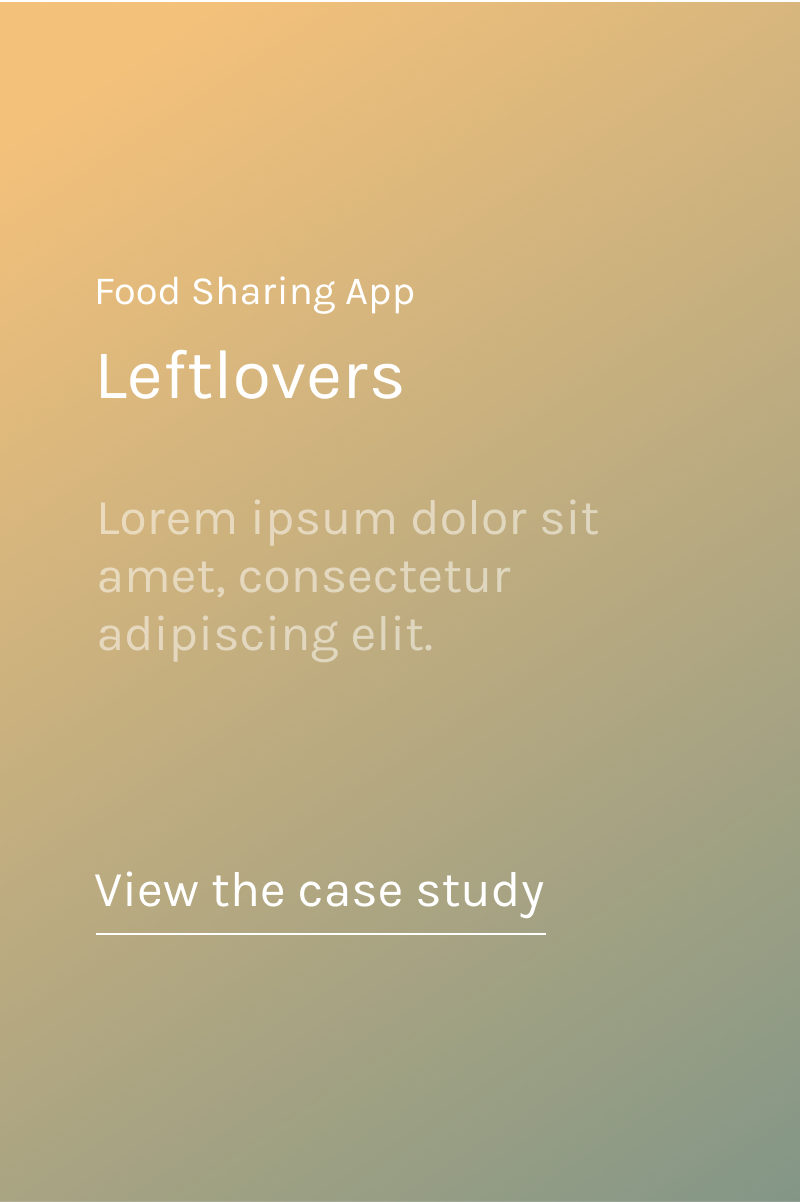 Food Sharing App
Leftlovers
Lorem ipsum dolor sit
amet, consectetur
adipiscing elit.
View the case study